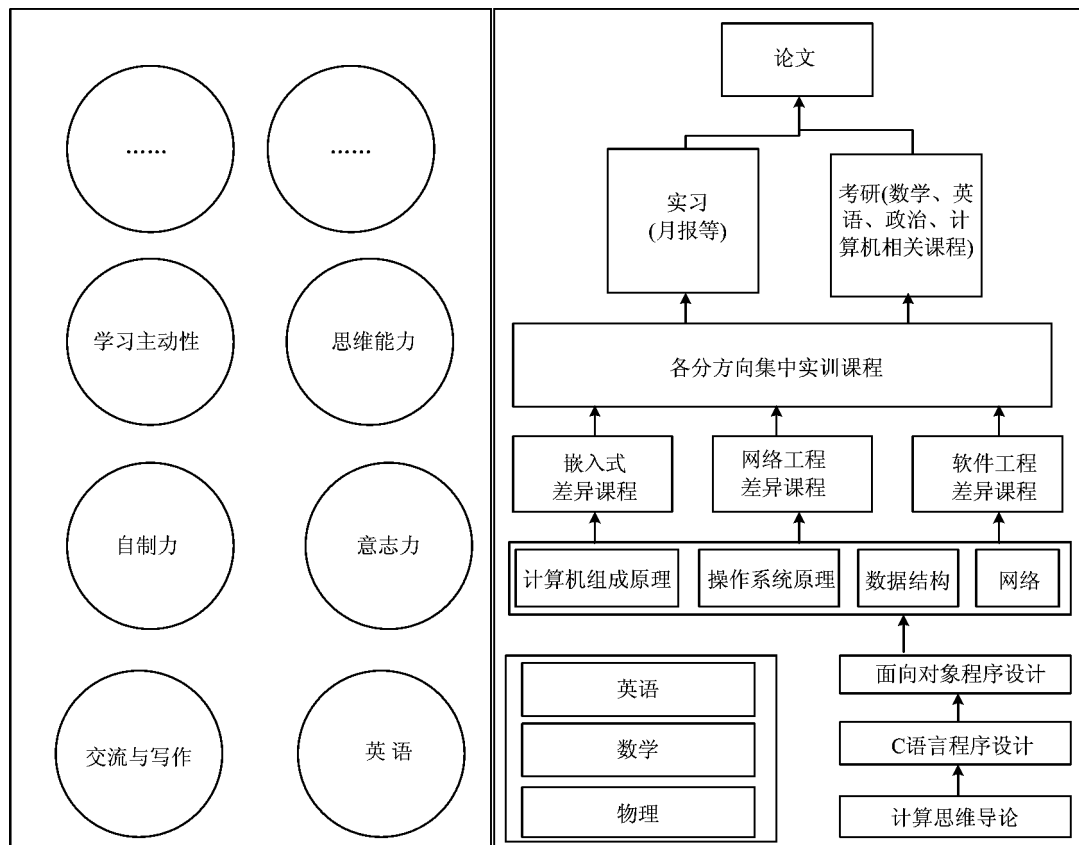 ……
……
学习主动性
思维能力
自制力
意志力
交流与写作
英 语
论文
实习
(月报等)
考研(数学、英
语、政治、计
算机相关课程)
各分方向集中实训课程
嵌入式
差异课程
网络工程
差异课程
软件工程
差异课程
计算机组成原理
操作系统原理
数据结构
网络
英语
数学
物理
面向对象程序设计
C语言程序设计
计算思维导论